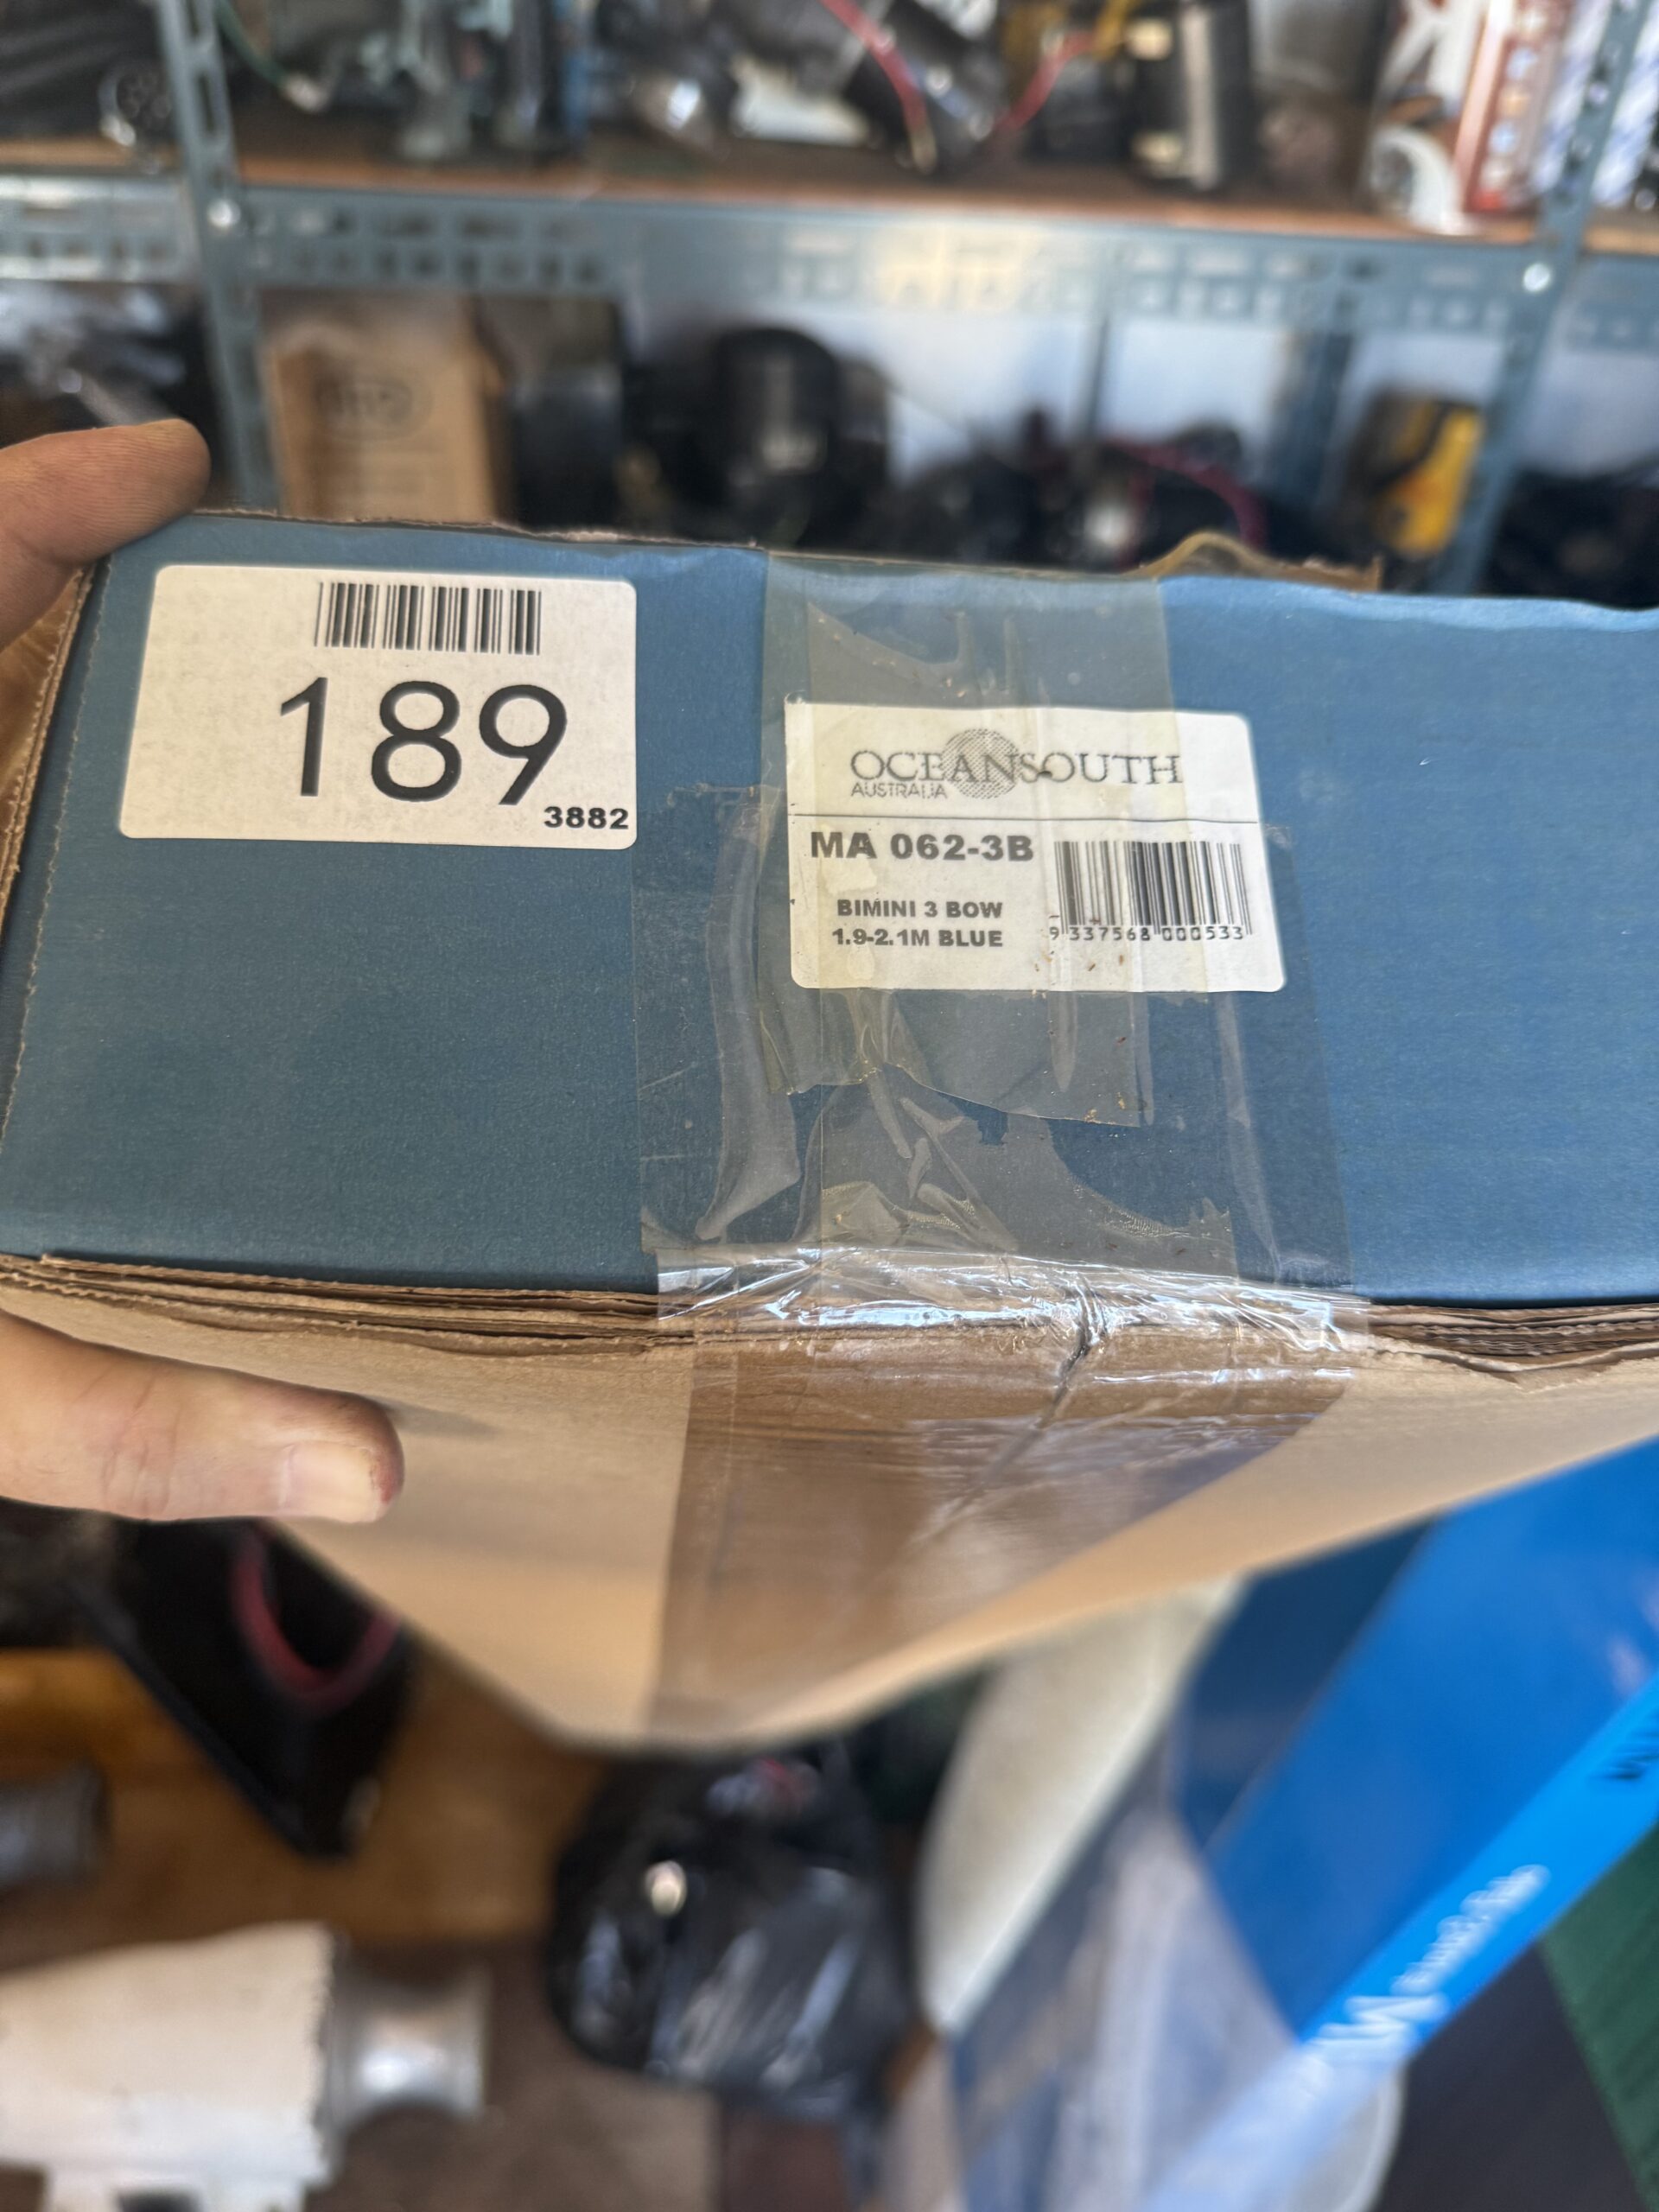 189
3882
OCEANSOUTH
AUSTRALIA
MA 062-3B
BIMINI 3 BOW
1.9-2.1M BLUE
9 337568 000533